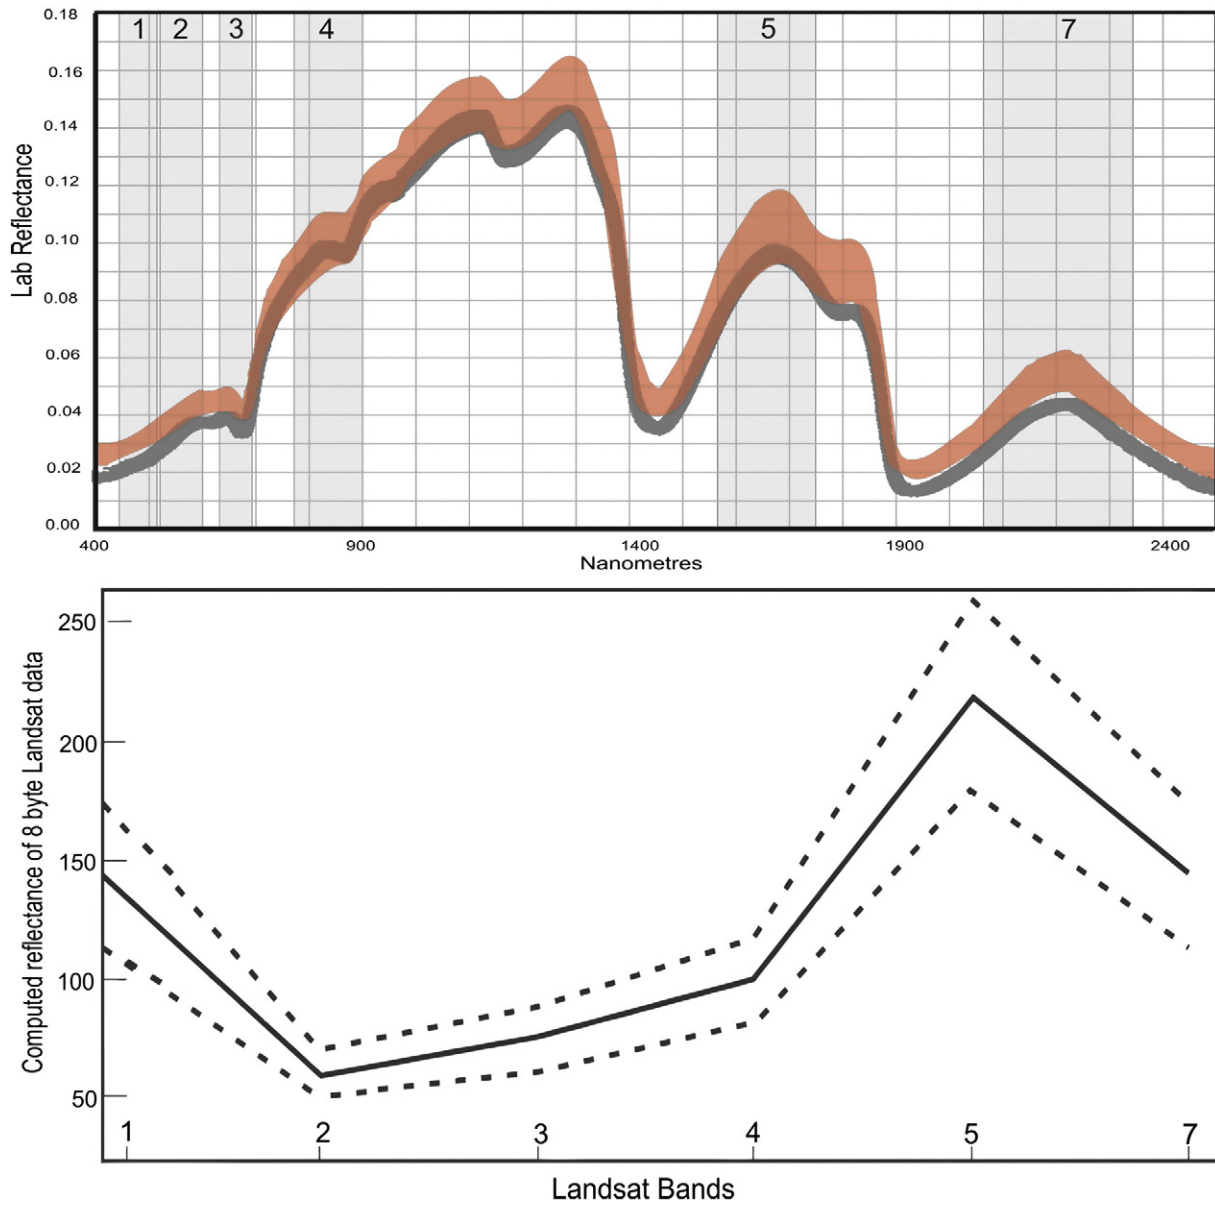 0.18
1 2 3 4 5 7
0.16
0.14
0.12
0.10
0.08
0.06
0.04
0.02
0.00
Lab Reflectance
400 900 1400 1900 2400
Nanometres
250
200
150
100
50
Computed reflectance of 8 byte Landsat data
1 2 3 4 5 7
Landsat Bands